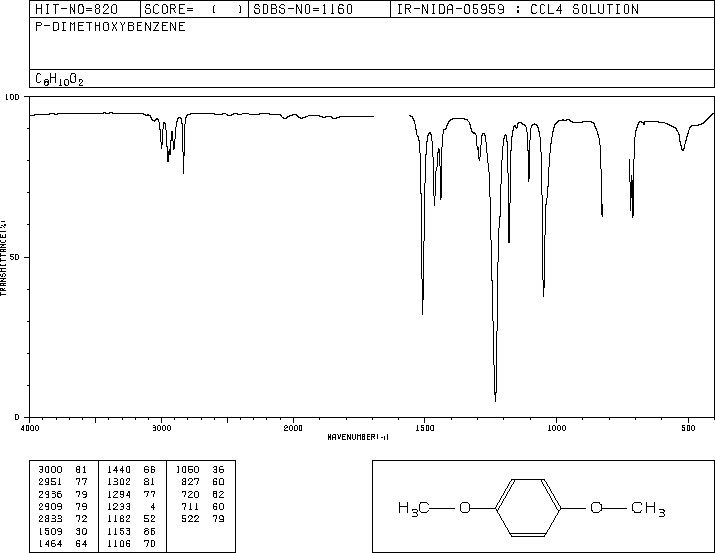 HIT-NO=820 SCORE= ( ) SDBS-NO=1160 IR-NIDA-05959 : CCL4 SOLUTION
P-DIMETHOXYBENZENE
C8H10O2
100
50
0
TRANSMITTANCE(%)
4000 3000 2000 1500 1000 500
WAVENUMBER(-1)
3000 81 1440 66 1050 36
2951 77 1302 81 827 60
2936 79 1294 77 720 82
2909 79 1233 4 711 60
2833 72 1182 52 522 79
1509 30 1153 86
1464 64 1106 70
H3C O O CH3